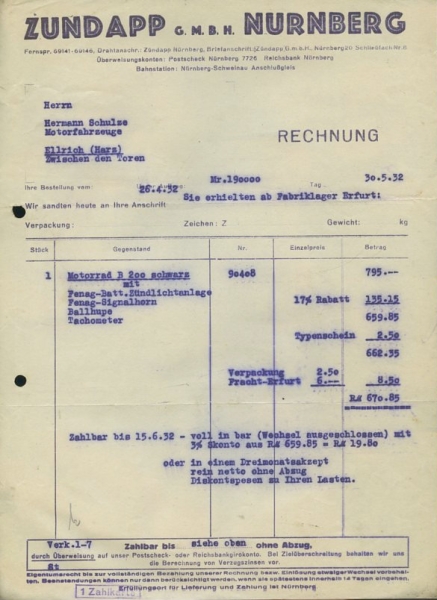 ZUNDAPP G.M.B.H. NURNBERG
Fernspr. 69141-69146, Drahtanschr.: Zündapp Nürnberg, Briefanschrift: Zündapp G.m.b.H., Nürnberg
Überweisungskonten: Postscheck Nürnberg 7726 Reichsbank Nürnberg
Bahnstation: Nürnberg-Schweinau Anschlußgleis
Herrn
Hermann Schulze
Motorfahrzeuge
Ellrich (Harz)
Zwischen den Toren
RECHNUNG
Nr.190000 30.5.32
Ihre Bestellung vom: 26.4.32 Tag:
Sie erhielten ab Fabriklager Erfurt:
Wir sandten heute an Ihre Anschrift
Verpackung: Zeichen: Z Gewicht: kg
Stück Gegenstand Nr. Einzelpreis Betrag
1 Motorrad B 200 schwarz 90408 795.--
mit
Fenag-Batt.Zündlichtanlage 17% Rabatt 135.15
Fenag-Signalhorn
Ballhupe 659.85
Tachometer
Typenschein 2.50
662.35
Verpackung 2.50
Fracht-Erfurt 6.-- 8.50
RM 670.85
Zahlbar bis 15.6.32 - voll in bar (Wechsel ausgeschlossen) mit
3% Skonto aus RM 659.85 = RM 19.80
oder in einem Dreimonatsakzept
rein netto ohne Abzug
Diskontspesen zu Ihren Lasten.
Verk.1-7 Zahlbar bis siehe oben ohne Abzug,
durch Überweisung auf unser Postscheck- oder Reichsbankgirokonto. Bei Zielüberschreitung behalten wir uns
die Berechnung von Verzugszinsen vor.
Eigentumsrecht bis zur vollständigen Bezahlung unserer Rechnung bezw. Einlösung etwaiger Wechsel vorbehalten.
Beanstandungen können nur dann berücksichtigt werden, wenn sie spätestens innerhalb 14 Tagen eingehen.
Erfüllungsort für Lieferung und Zahlung ist Nürnberg
1 Zahlkarte